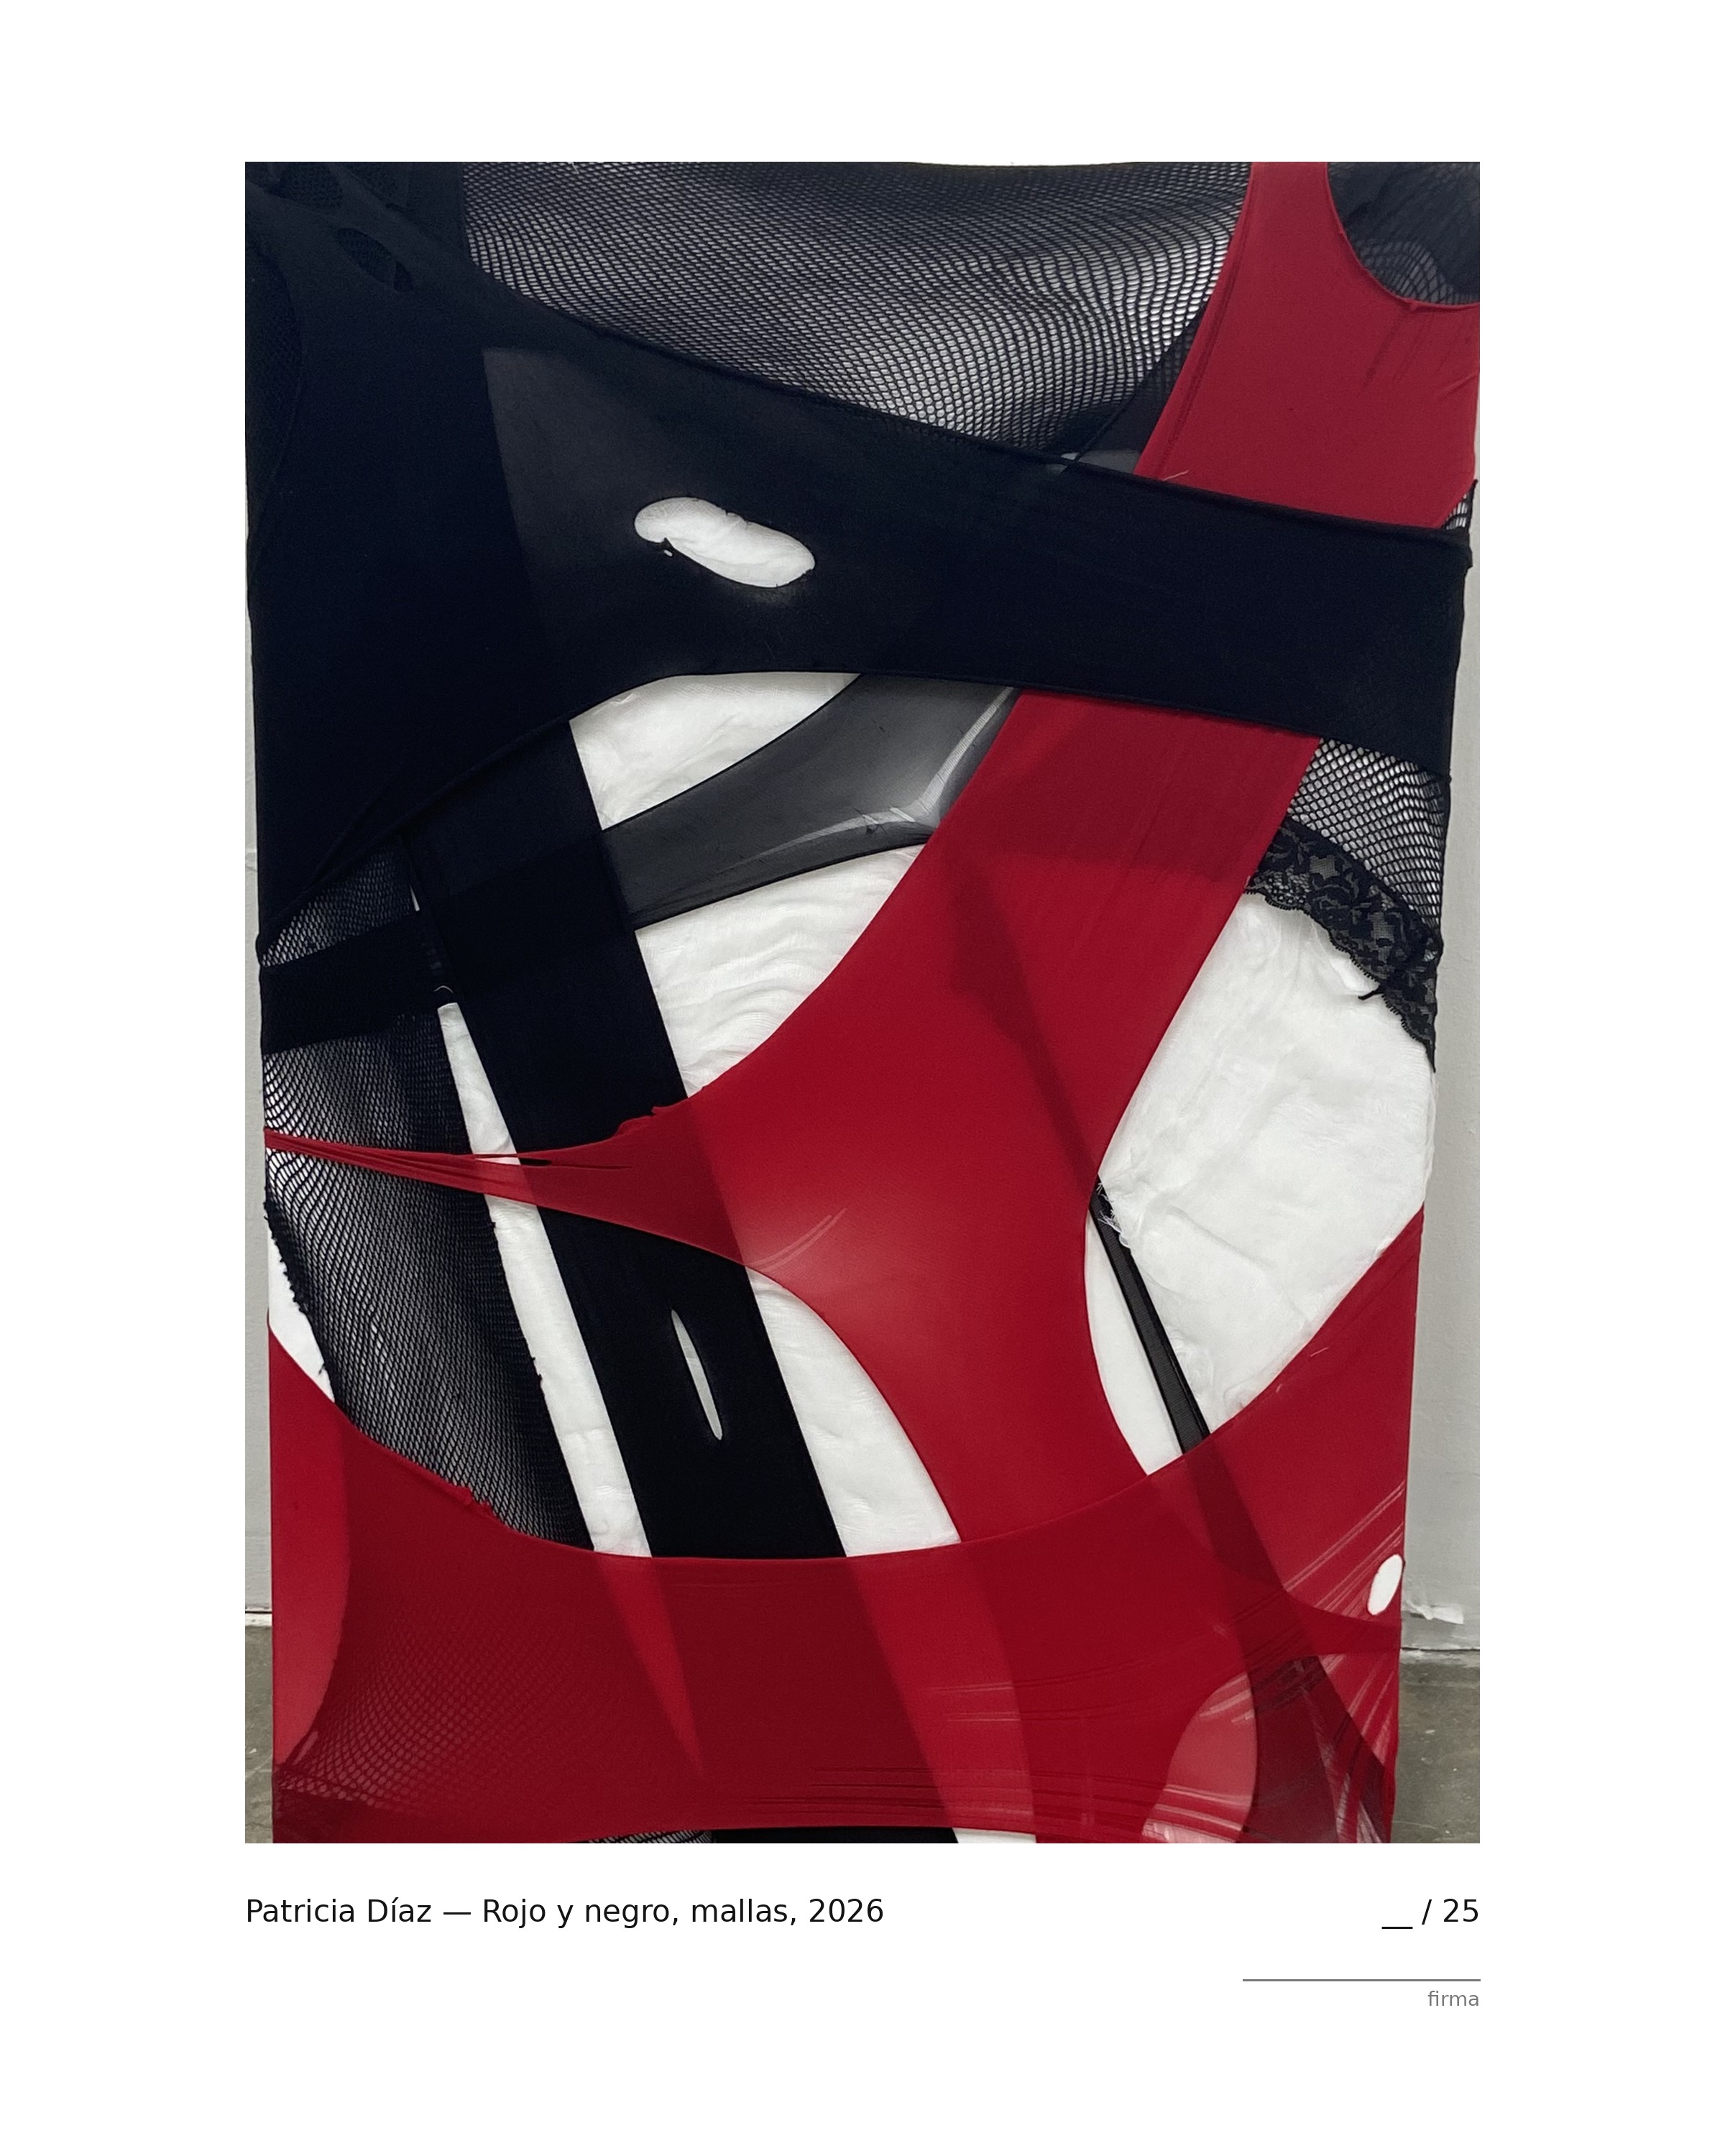 Patricia Díaz — Rojo y negro, mallas, 2026
__ / 25
firma